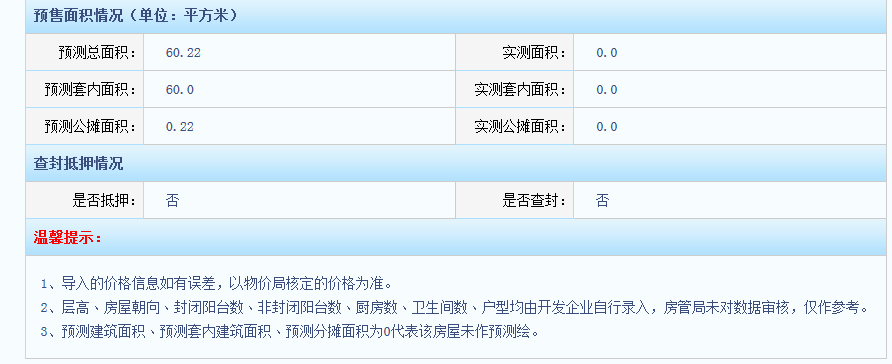 预售面积情况（单位：平方米）
预测总面积： 60.22 实测面积： 0.0
预测套内面积： 60.0 实测套内面积： 0.0
预测公摊面积： 0.22 实测公摊面积： 0.0
查封抵押情况
是否抵押： 否 是否查封： 否
温馨提示：
1、导入的价格信息如有误差，以物价局核定的价格为准。
2、层高、房屋朝向、封闭阳台数、非封闭阳台数、厨房数、卫生间数、户型均由开发企业自行录入，房管局未对数据审核，仅作参考。
3、预测建筑面积、预测套内建筑面积、预测分摊面积为0代表该房屋未作预测绘。